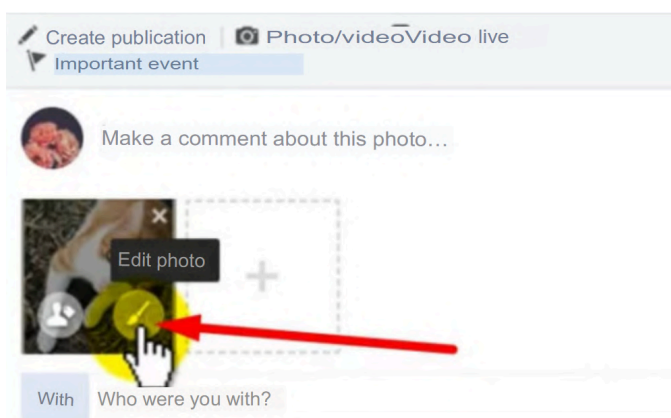 Create publication Photo/videoVideo live
Important event
Make a comment about this photo…
Edit photo
With Who were you with?